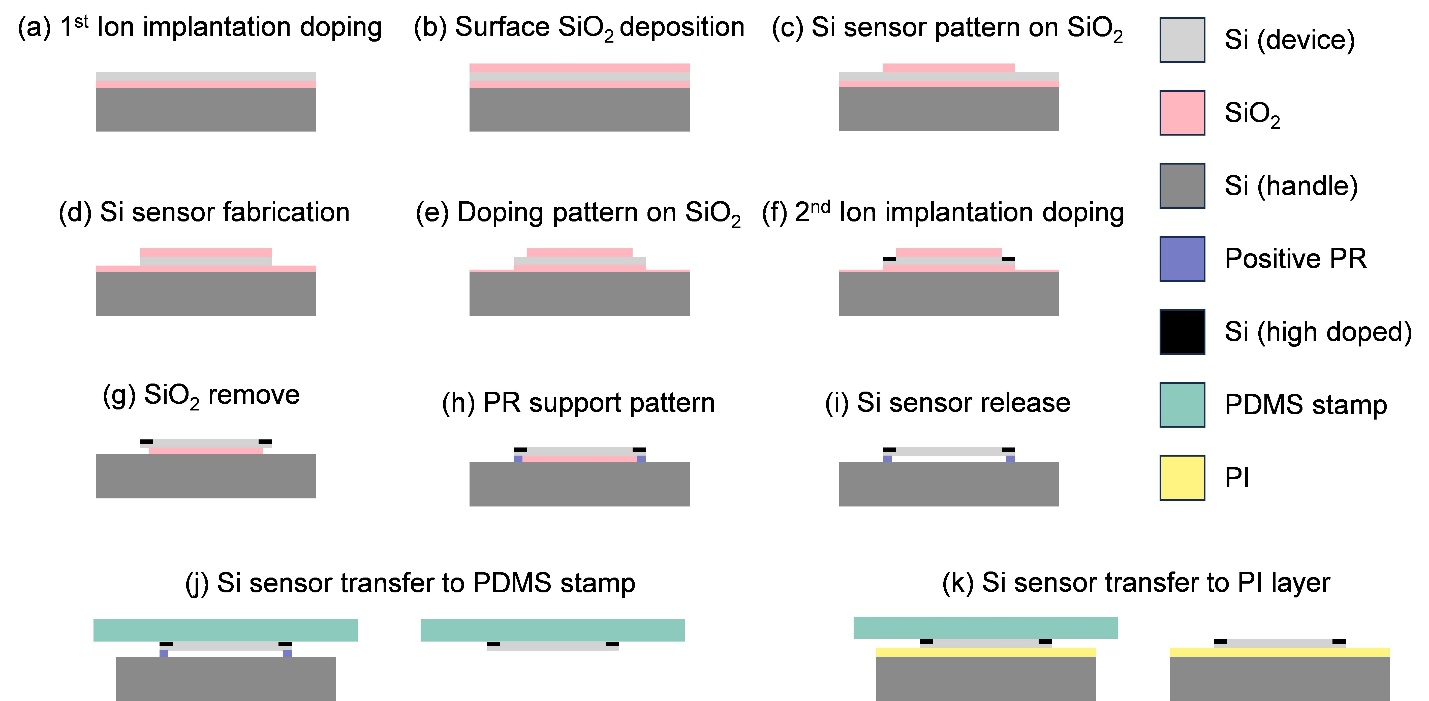 (a) 1st Ion implantation doping
(b) Surface SiO2 deposition
(c) Si sensor pattern on SiO2
(d) Si sensor fabrication
(e) Doping pattern on SiO2
(f) 2nd Ion implantation doping
(g) SiO2 remove
(h) PR support pattern
(i) Si sensor release
(j) Si sensor transfer to PDMS stamp
(k) Si sensor transfer to PI layer
Si (device)
SiO2
Si (handle)
Positive PR
Si (high doped)
PDMS stamp
PI